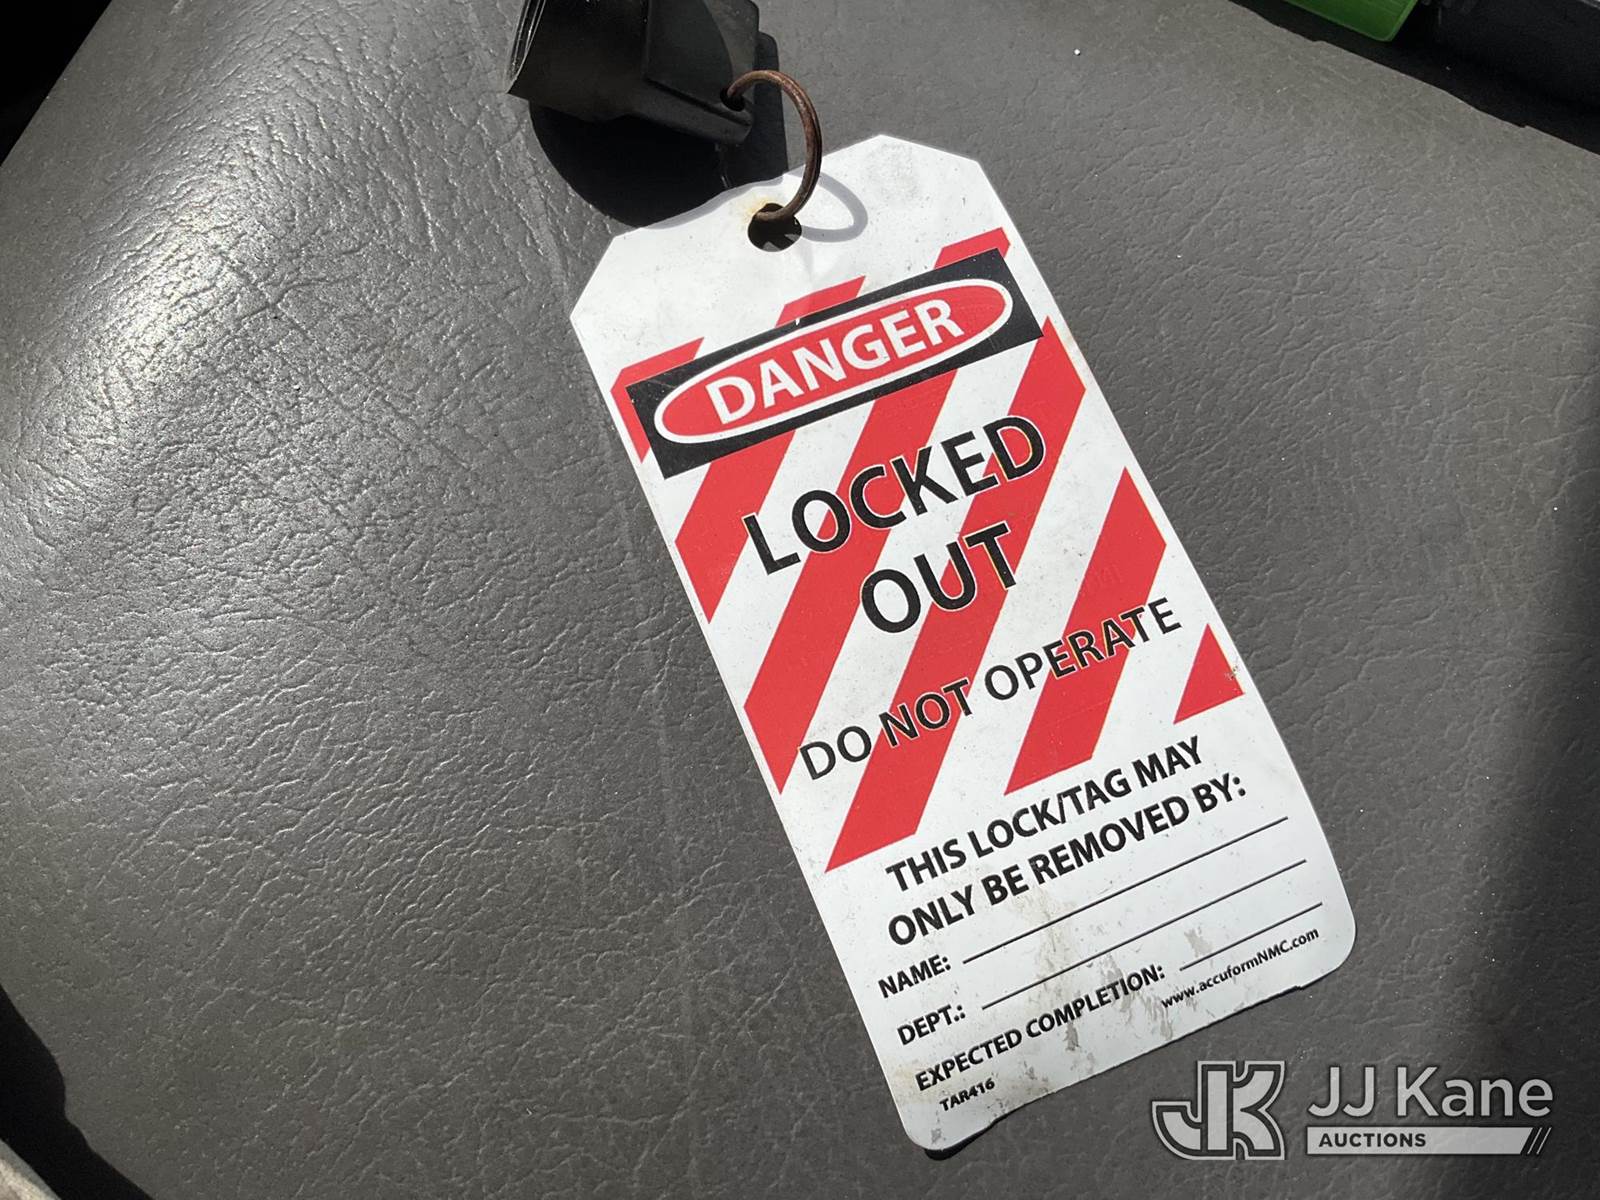 DANGER
LOCKED
OUT
DO NOT OPERATE
THIS LOCK/TAG MAY
ONLY BE REMOVED BY:
NAME:
DEPT.:
EXPECTED COMPLETION:
TAR416
www.accuformNMC.com
JK
JJ Kane
AUCTIONS